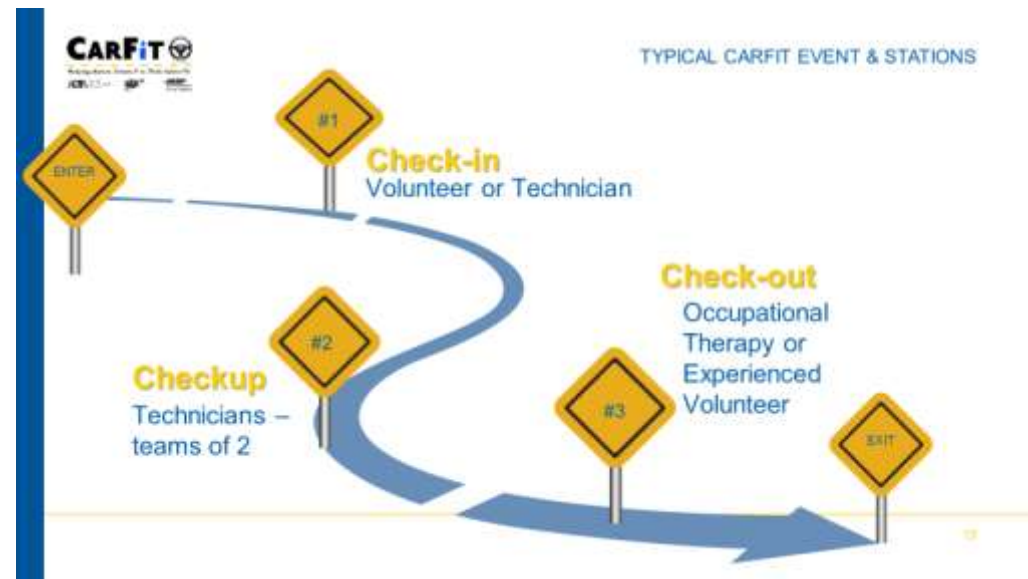 CARFiT
TYPICAL CARFIT EVENT & STATIONS
ENTER
#1
Check-in
Volunteer or Technician
#2
Checkup
Technicians –
teams of 2
Check-out
Occupational
Therapy or
Experienced
Volunteer
#3
EXIT